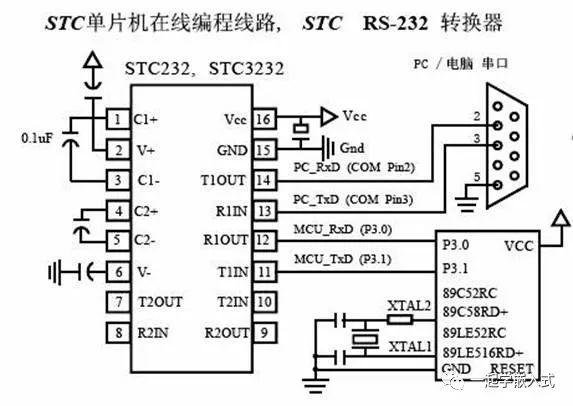 STC单片机在线编程线路, STC RS-232 转换器
STC232, STC3232
PC / 电脑 串口
0.1uF
1 C1+ Vcc 16 Vcc
2 V+ GND 15 Gnd
3 C1- T1OUT 14 PC_RxD (COM Pin2) 2
4 C2+ R1IN 13 PC_TxD (COM Pin3) 3
5 C2- R1OUT 12 MCU_RxD (P3.0) 5
6 V- T1IN 11 MCU_TxD (P3.1)
7 T2OUT T2IN 10
8 R2IN R2OUT 9
P3.0 VCC
P3.1
89C52RC
XTAL2 89C58RD+
89LE52RC
XTAL1 89LE516RD+
GND RESET
一起学嵌入式